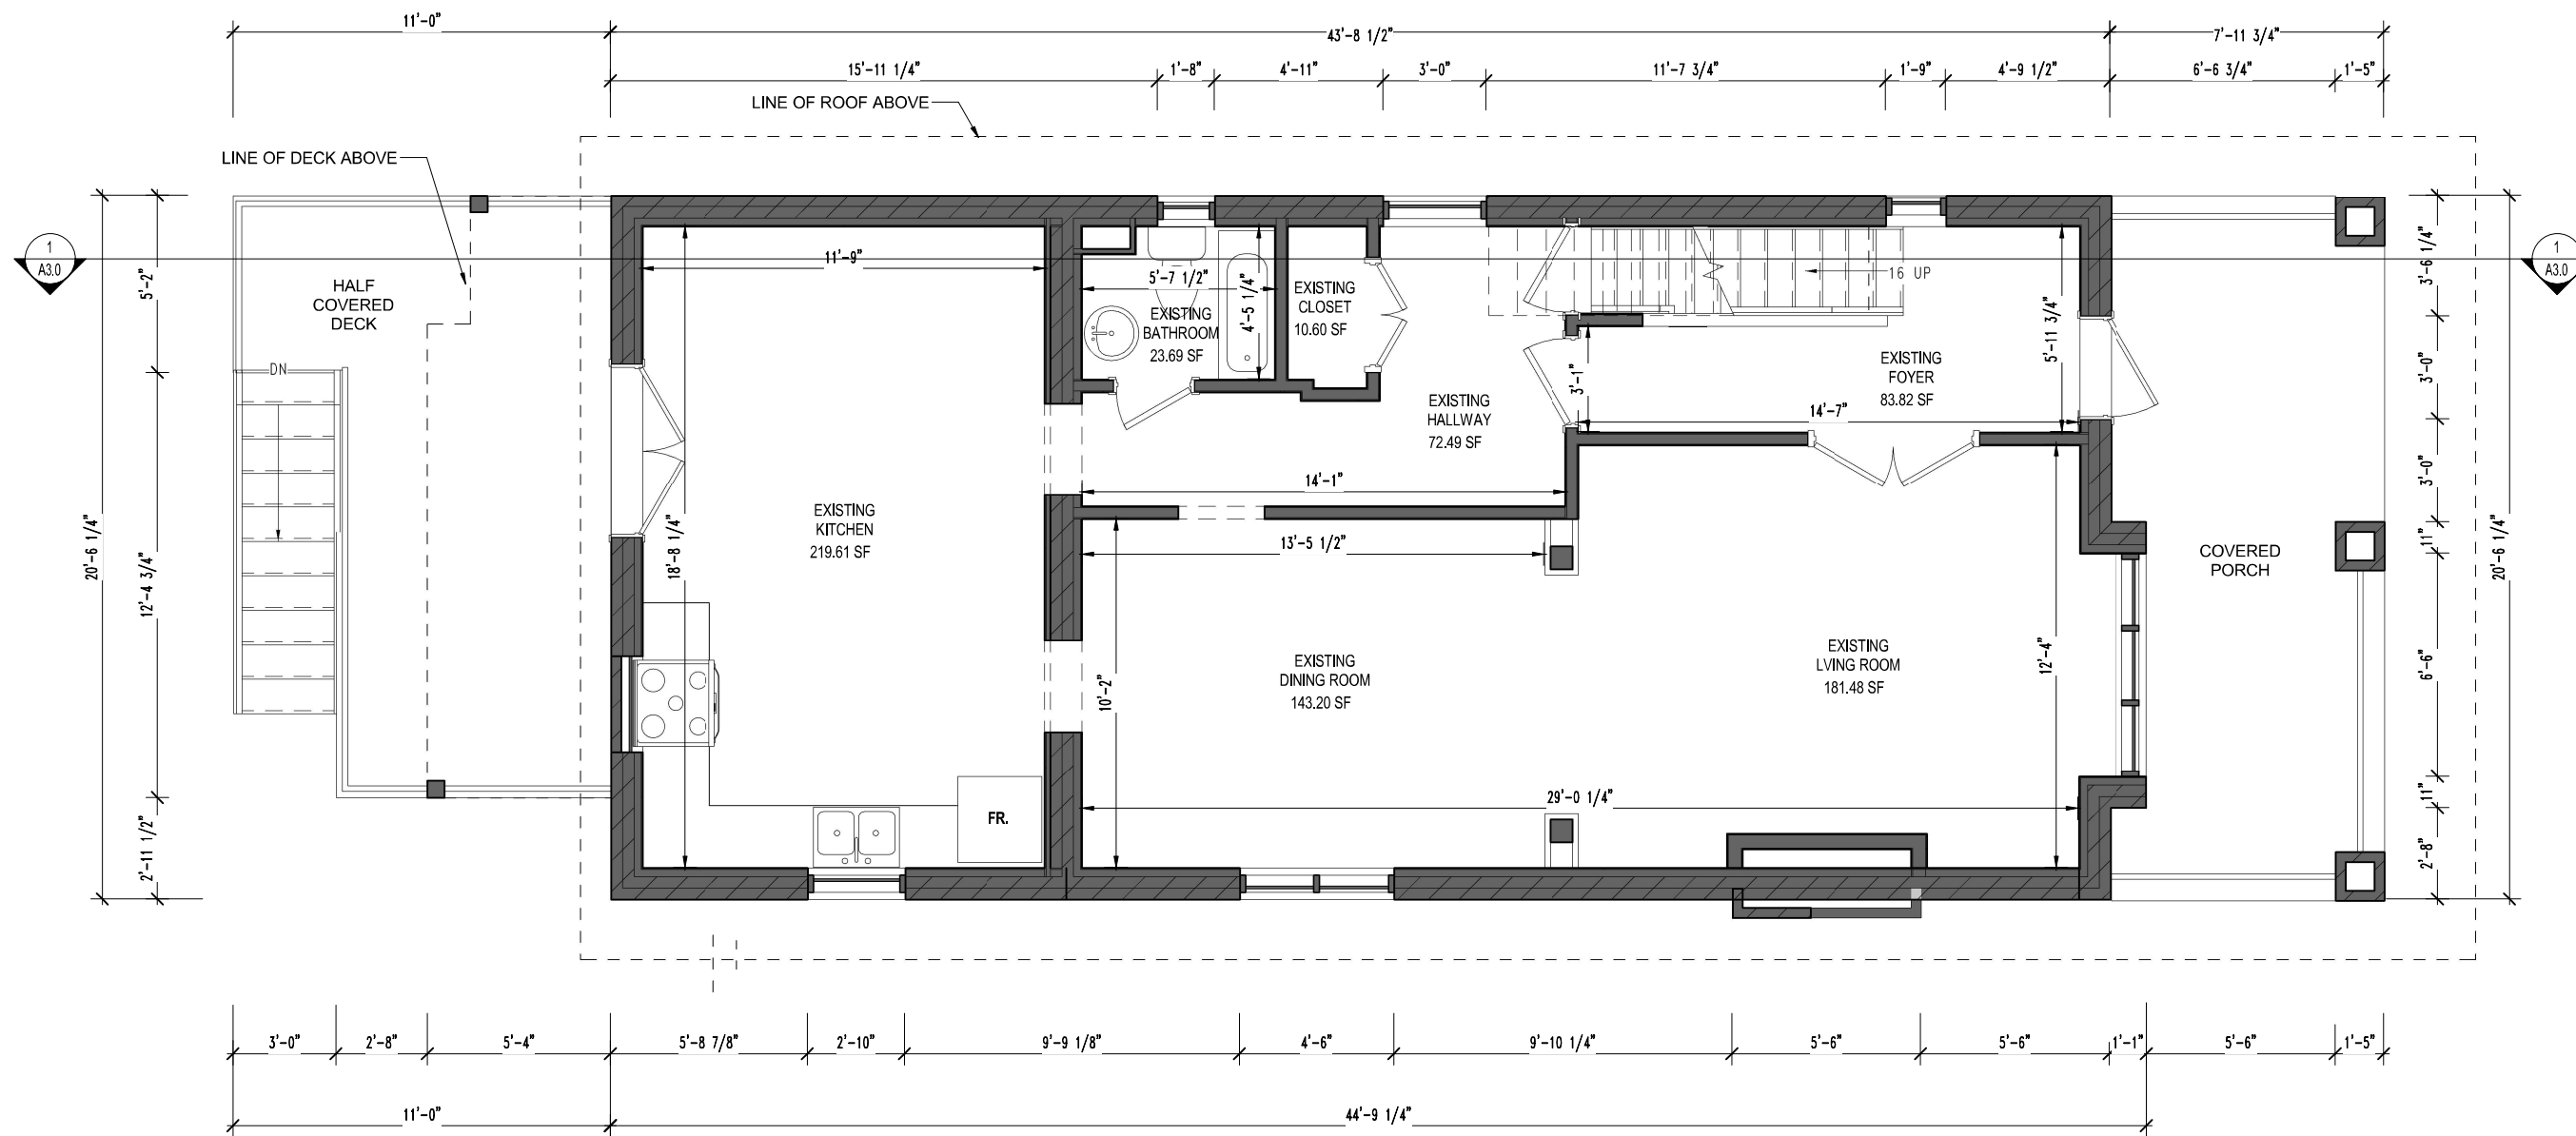 11'-0"
43'-8 1/2"
7'-11 3/4"
15'-11 1/4"
1'-8"
4'-11"
3'-0"
11'-7 3/4"
1'-9"
4'-9 1/2"
6'-6 3/4"
1'-5"
LINE OF ROOF ABOVE
LINE OF DECK ABOVE
1
A3.0
1
A3.0
HALF
COVERED
DECK
DN
20'-6 1/4"
5'-2"
12'-4 3/4"
2'-11 1/2"
11'-9"
18'-8 1/4"
EXISTING
KITCHEN
219.61 SF
FR.
5'-7 1/2"
4'-5 1/4"
EXISTING
BATHROOM
23.69 SF
EXISTING
CLOSET
10.60 SF
EXISTING
HALLWAY
72.49 SF
14'-1"
3'-1"
16 UP
EXISTING
FOYER
83.82 SF
5'-11 3/4"
14'-7"
13'-5 1/2"
10'-2"
EXISTING
DINING ROOM
143.20 SF
EXISTING
LVING ROOM
181.48 SF
12'-4"
29'-0 1/4"
COVERED
PORCH
3'-6 1/4"
3'-0"
3'-0"
11"
6'-6"
11"
2'-8"
20'-6 1/4"
3'-0"
2'-8"
5'-4"
5'-8 7/8"
2'-10"
9'-9 1/8"
4'-6"
9'-10 1/4"
5'-6"
5'-6"
1'-1"
5'-6"
1'-5"
11'-0"
44'-9 1/4"